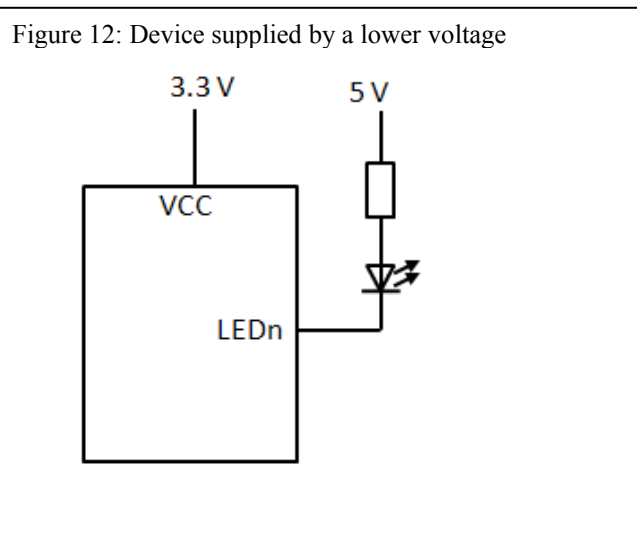 Figure 12: Device supplied by a lower voltage
3.3 V
5 V
VCC
LEDn